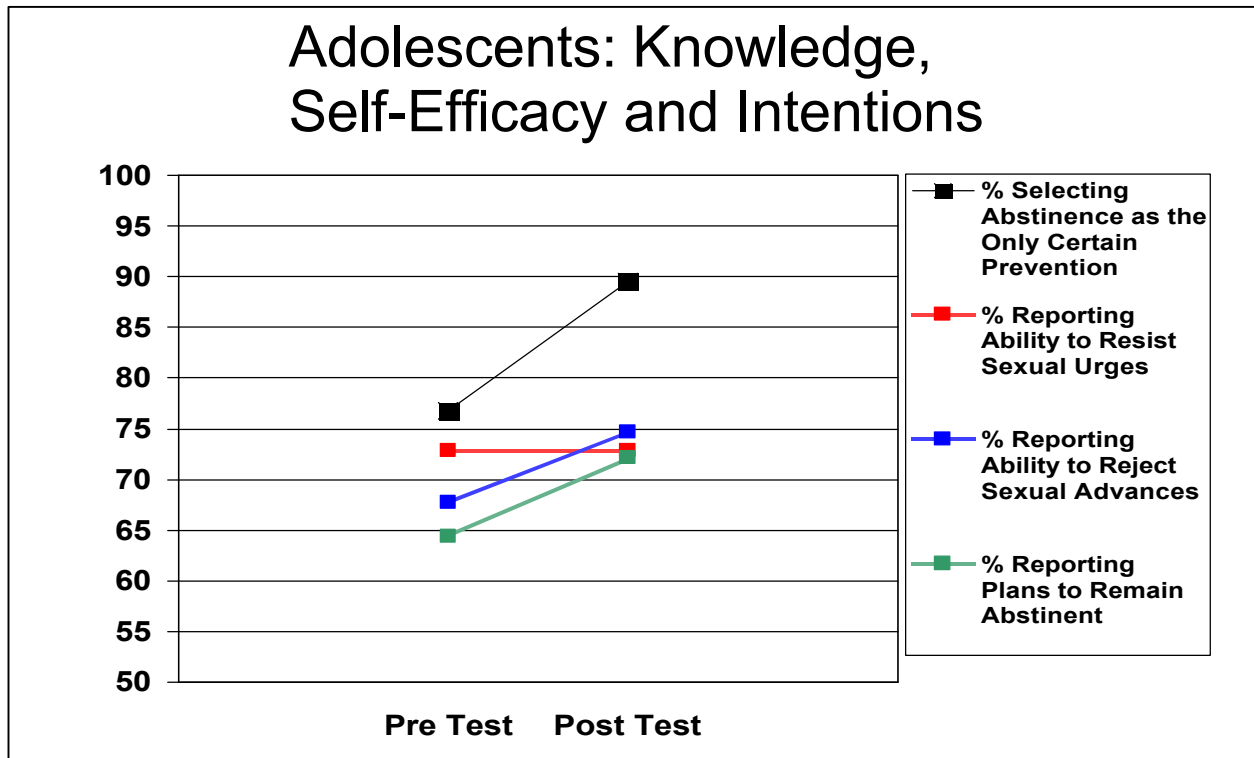 Adolescents: Knowledge,
Self-Efficacy and Intentions
100
95
90
85
80
75
70
65
60
55
50
Pre Test
Post Test
% Selecting
Abstinence as the
Only Certain
Prevention
% Reporting
Ability to Resist
Sexual Urges
% Reporting
Ability to Reject
Sexual Advances
% Reporting
Plans to Remain
Abstinent